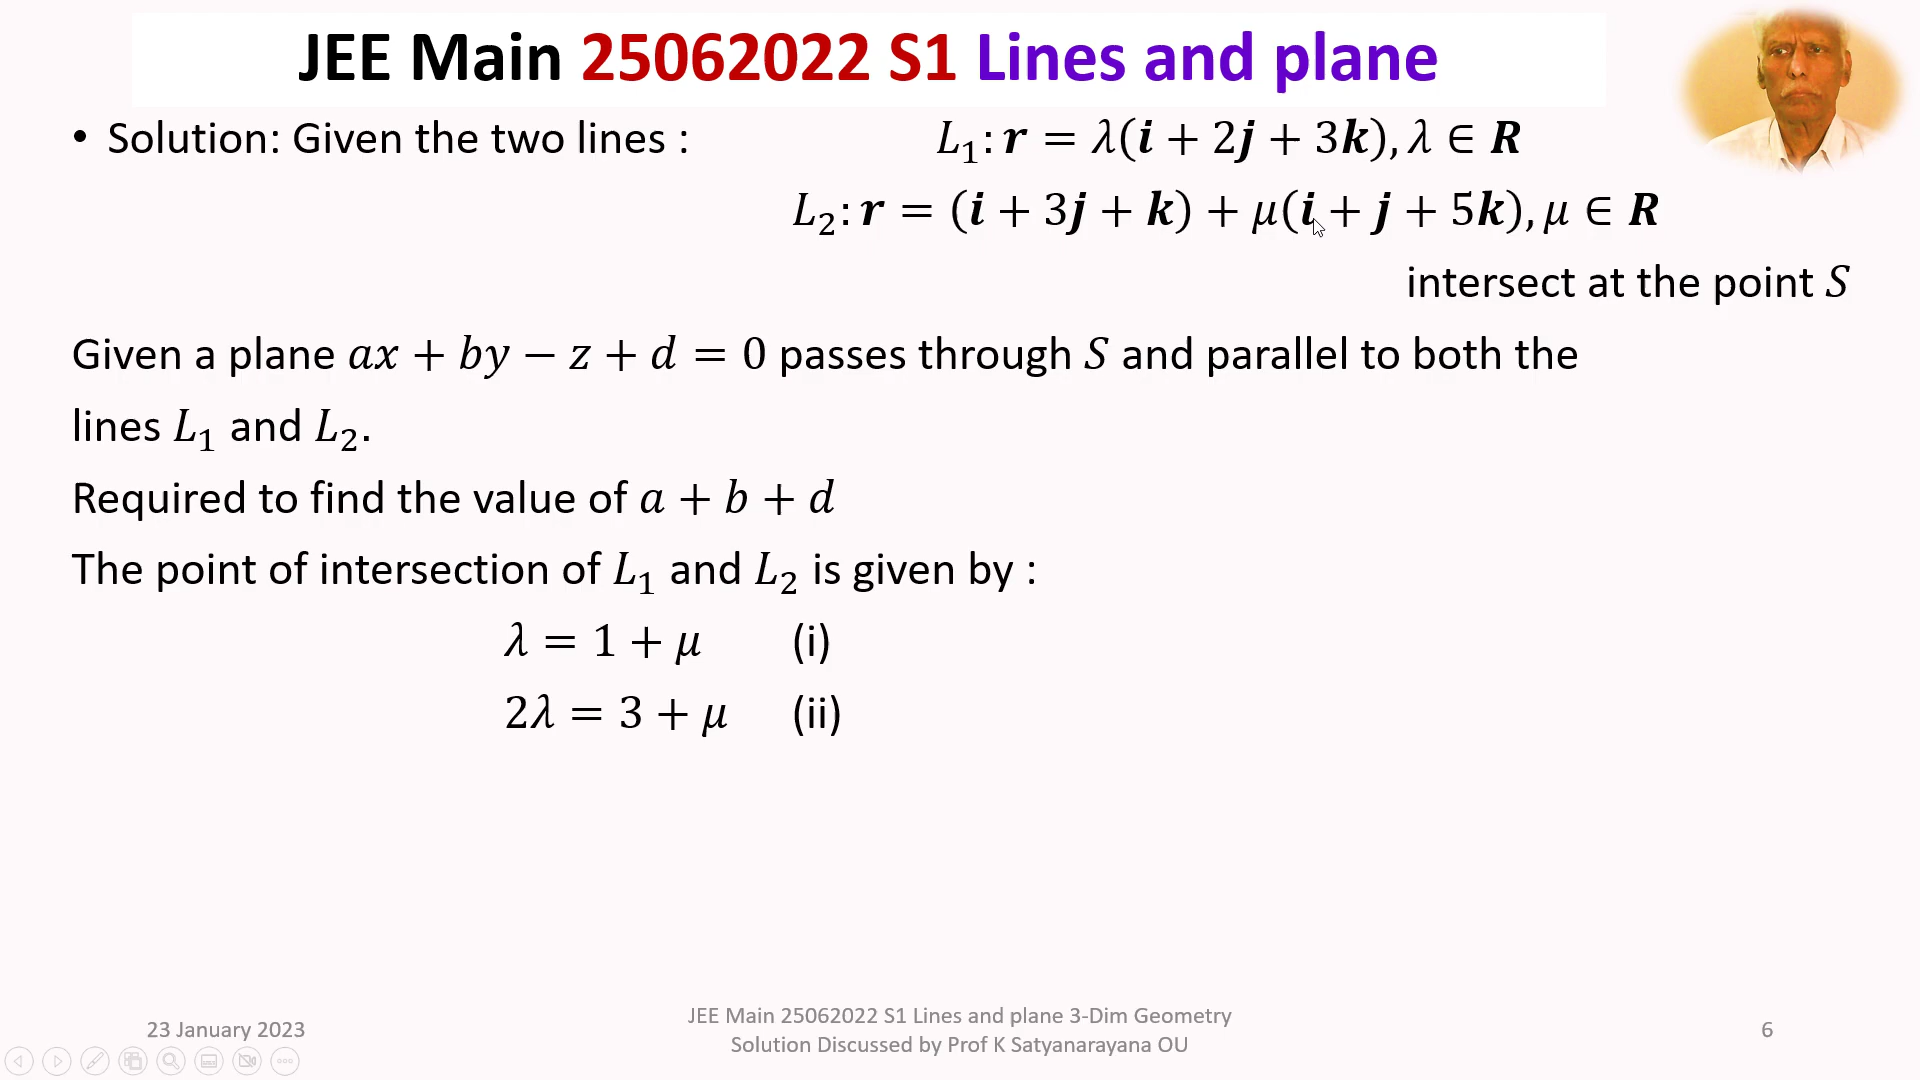 JEE Main 25062022 S1 Lines and plane
• Solution: Given the two lines : L₁: r = λ(i + 2j + 3k), λ ∈ R
L₂: r = (i + 3j + k) + μ(i + j + 5k), μ ∈ R
intersect at the point S
Given a plane ax + by − z + d = 0 passes through S and parallel to both the
lines L₁ and L₂.
Required to find the value of a + b + d
The point of intersection of L₁ and L₂ is given by :
λ = 1 + μ (i)
2λ = 3 + μ (ii)
23 January 2023
JEE Main 25062022 S1 Lines and plane 3-Dim Geometry
Solution Discussed by Prof K Satyanarayana OU
6